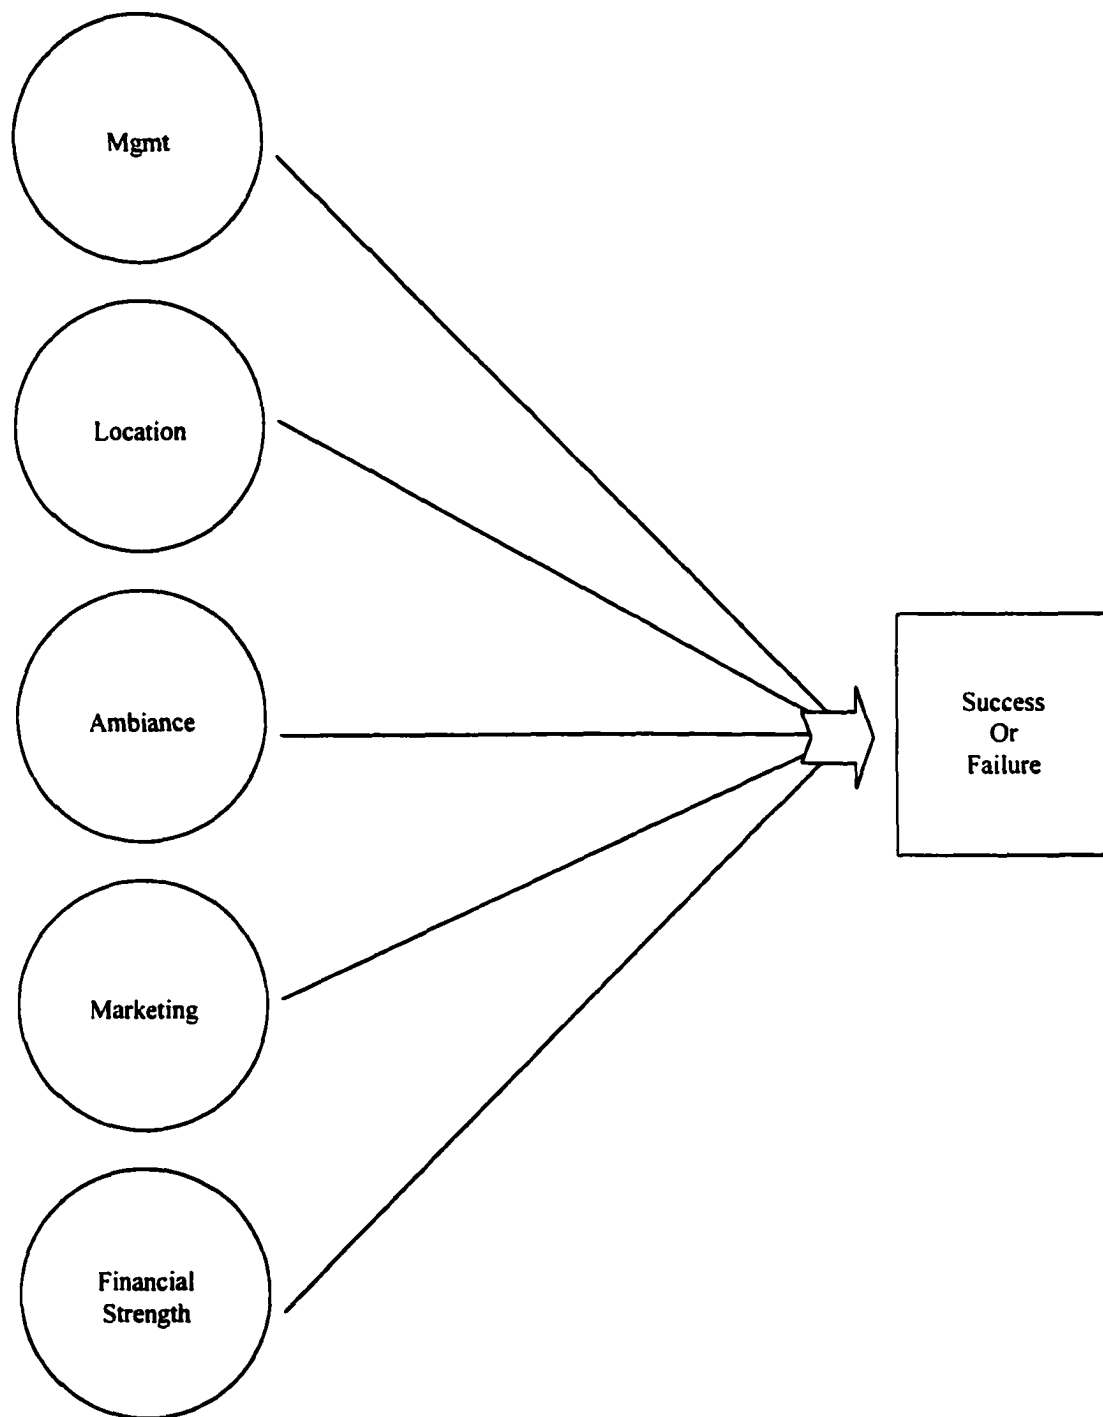 Mgmt
Location
Ambiance
Success
Or
Failure
Marketing
Financial
Strength